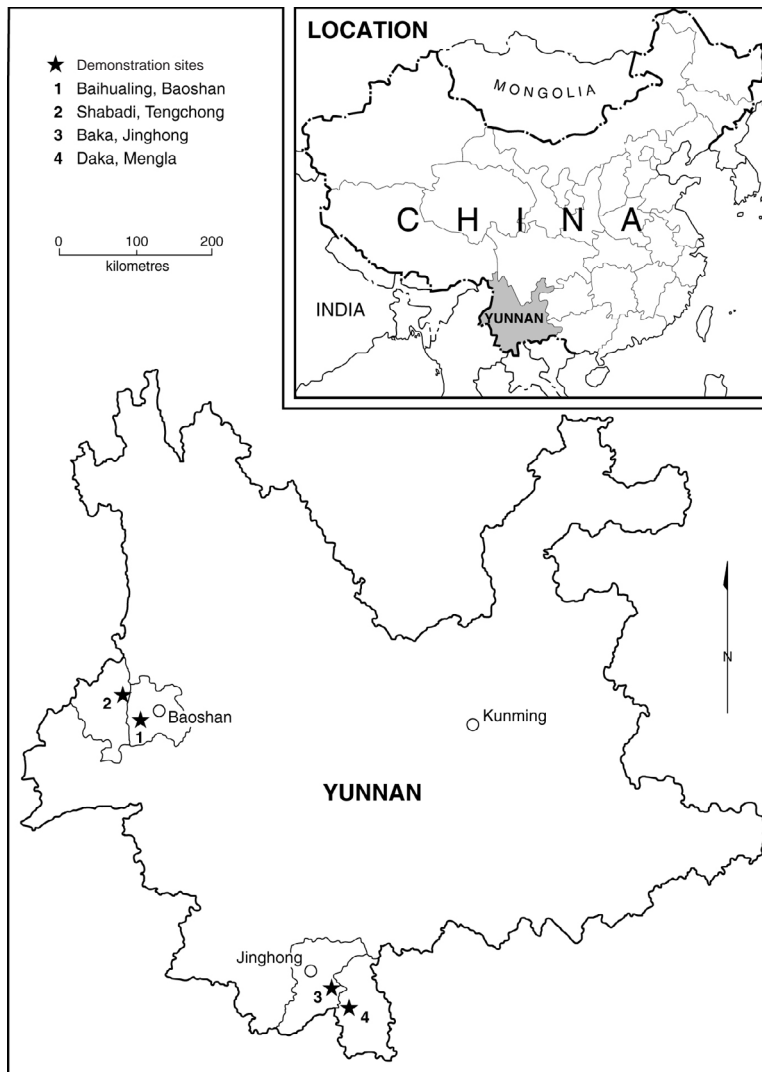 Demonstration sites
1 Baihualing, Baoshan
2 Shabadi, Tengchong
3 Baka, Jinghong
4 Daka, Mengla
0 100 200
kilometres
LOCATION
MONGOLIA
CHINA
INDIA
YUNNAN
N
2
Baoshan
1
Kunming
YUNNAN
Jinghong
3
4